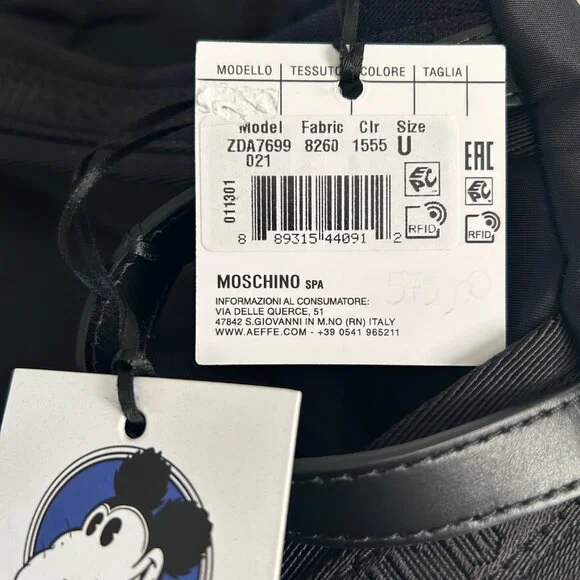 MODELLO TESSUTO COLORE TAGLIA
Model Fabric Clr Size
ZDA7699 8260 1555 U
021
EAC
EPC
EPC
011301
RFID
RFID
8 89315 44091 2
MOSCHINO SPA
575,00
INFORMAZIONI AL CONSUMATORE:
VIA DELLE QUERCE, 51
47842 S.GIOVANNI IN M.NO (RN) ITALY
WWW.AEFFE.COM - +39 0541 965211